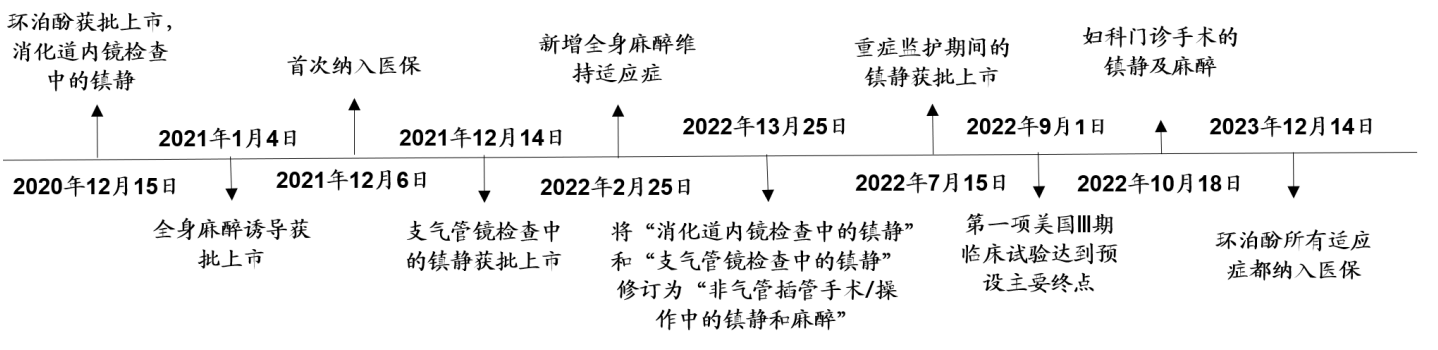 环泊酚获批上市,
消化道内镜检查
中的镇静
2020年12月15日
2021年1月4日
全身麻醉诱导获
批上市
首次纳入医保
2021年12月6日
2021年12月14日
支气管镜检查中
的镇静获批上市
新增全身麻醉维
持适应症
2022年2月25日
2022年13月25日
将“消化道内镜检查中的镇静”
和“支气管镜检查中的镇静”
修订为“非气管插管手术/操
作中的镇静和麻醉”
重症监护期间的
镇静获批上市
2022年7月15日
2022年9月1日
第一项美国Ⅲ期
临床试验达到预
设主要终点
妇科门诊手术的
镇静及麻醉
2022年10月18日
2023年12月14日
环泊酚所有适应
症都纳入医保